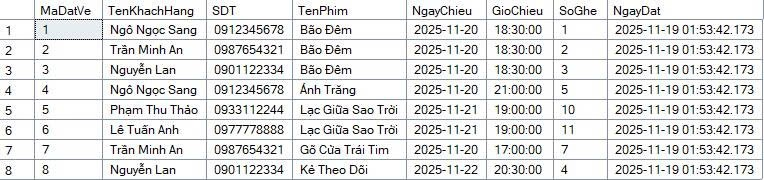 MaDatVe TenKhachHang SDT TenPhim NgayChieu GioChieu SoGhe NgayDat
1 1 Ngô Ngọc Sang 0912345678 Bão Đêm 2025-11-20 18:30:00 1 2025-11-19 01:53:42.173
2 2 Trần Minh An 0987654321 Bão Đêm 2025-11-20 18:30:00 2 2025-11-19 01:53:42.173
3 3 Nguyễn Lan 0901122334 Bão Đêm 2025-11-20 18:30:00 3 2025-11-19 01:53:42.173
4 4 Ngô Ngọc Sang 0912345678 Ánh Trăng 2025-11-20 21:00:00 5 2025-11-19 01:53:42.173
5 5 Phạm Thu Thảo 0933112244 Lạc Giữa Sao Trời 2025-11-21 19:00:00 10 2025-11-19 01:53:42.173
6 6 Lê Tuấn Anh 0977778888 Lạc Giữa Sao Trời 2025-11-21 19:00:00 11 2025-11-19 01:53:42.173
7 7 Trần Minh An 0987654321 Gõ Cửa Trái Tim 2025-11-20 17:00:00 7 2025-11-19 01:53:42.173
8 8 Nguyễn Lan 0901122334 Kẻ Theo Dõi 2025-11-22 20:30:00 4 2025-11-19 01:53:42.173